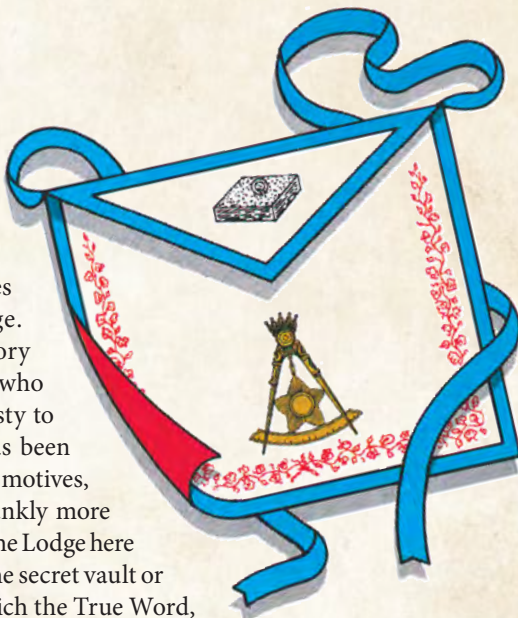 es
ge.
ory
who
sty to
s been
motives,
nkly more
he Lodge here
he secret vault or
ich the True Word,